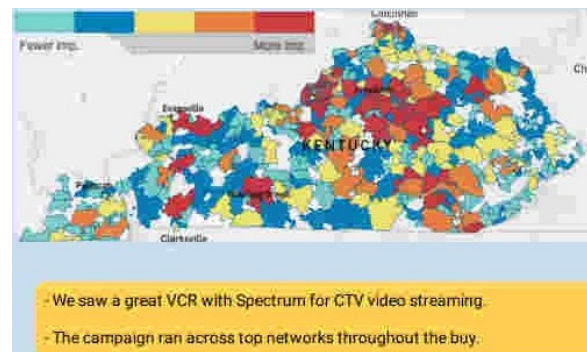 Cincinnati
Fewer Imp.
More Imp.
Ch
Evansville
KENTUCKY
Clarksville
- We saw a great VCR with Spectrum for CTV video streaming.
- The campaign ran across top networks throughout the buy.